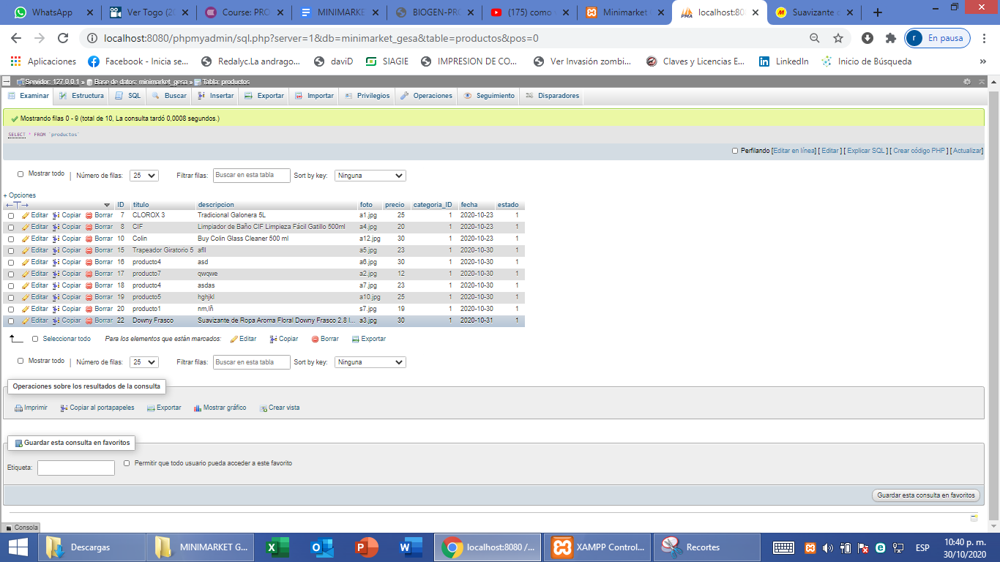 WhatsApp Ver Togo (2 Course: PRO MINIMARKE BIOGEN-PRO (175) como Minimarket localhost:80 Suavizante d
localhost:8080/phpmyadmin/sql.php?server=1&db=minimarket_gesa&table=productos&pos=0 r En pausa
Aplicaciones Facebook - Inicia se... Redalyc.La andrago... daviD SIAGIE IMPRESION DE CO... Ver Invasión zombi... Claves y Licencias E... LinkedIn Inicio de Búsqueda »
Servidor: 127.0.0.1 » Base de datos: minimarket_gesa » Tabla: productos
Examinar Estructura SQL Buscar Insertar Exportar Importar Privilegios Operaciones Seguimiento Disparadores
Mostrando filas 0 - 9 (total de 10, La consulta tardó 0,0008 segundos.)
SELECT * FROM `productos`
Perfilando [Editar en línea] [ Editar ] [ Explicar SQL ] [ Crear código PHP ] [ Actualizar]
Mostrar todo | Número de filas: 25 Filtrar filas: Buscar en esta tabla Sort by key: Ninguna
+ Opciones
←T→ ID titulo descripcion foto precio categoria_ID fecha estado
Editar Copiar Borrar 7 CLOROX 3 Tradicional Galonera 5L a1.jpg 25 1 2020-10-23 1
Editar Copiar Borrar 8 CIF Limpiador de Baño CIF Limpieza Fácil Gatillo 500ml a4.jpg 20 1 2020-10-23 1
Editar Copiar Borrar 10 Colin Buy Colin Glass Cleaner 500 ml a12.jpg 30 1 2020-10-23 1
Editar Copiar Borrar 15 Trapeador Giratorio 5 afll a5.jpg 23 1 2020-10-30 1
Editar Copiar Borrar 16 producto4 asd a6.jpg 30 1 2020-10-30 1
Editar Copiar Borrar 17 producto7 qwqwe a2.jpg 12 1 2020-10-30 1
Editar Copiar Borrar 18 producto4 asdas a7.jpg 23 1 2020-10-30 1
Editar Copiar Borrar 19 producto5 hghjkl a10.jpg 25 1 2020-10-30 1
Editar Copiar Borrar 20 producto1 nm,lñ s7.jpg 19 1 2020-10-30 1
Editar Copiar Borrar 22 Downy Frasco Suavizante de Ropa Aroma Floral Downy Frasco 2.8 l... a3.jpg 30 1 2020-10-31 1
Seleccionar todo Para los elementos que están marcados: Editar Copiar Borrar Exportar
Mostrar todo | Número de filas: 25 Filtrar filas: Buscar en esta tabla Sort by key: Ninguna
Operaciones sobre los resultados de la consulta
Imprimir Copiar al portapapeles Exportar Mostrar gráfico Crear vista
Guardar esta consulta en favoritos
Etiqueta: Permitir que todo usuario pueda acceder a este favorito
Guardar esta consulta en favoritos
Consola
Descargas MINIMARKET G... localhost:8080 /... XAMPP Control... Recortes ESP 10:40 p. m.
30/10/2020